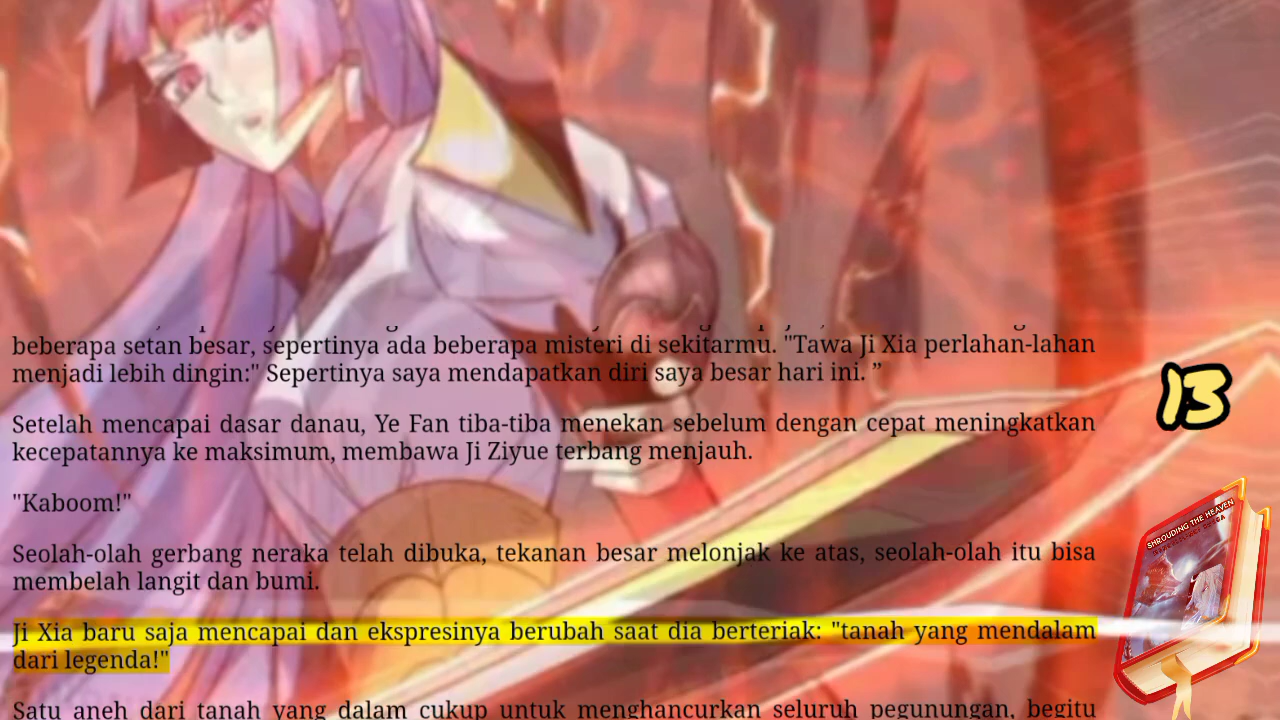 beberapa setan besar, sepertinya ada beberapa misteri di sekitarmu. "Tawa Ji Xia perlahan-lahan
menjadi lebih dingin:" Sepertinya saya mendapatkan diri saya besar hari ini. ”
Setelah mencapai dasar danau, Ye Fan tiba-tiba menekan sebelum dengan cepat meningkatkan
kecepatannya ke maksimum, membawa Ji Ziyue terbang menjauh.
"Kaboom!"
Seolah-olah gerbang neraka telah dibuka, tekanan besar melonjak ke atas, seolah-olah itu bisa
membelah langit dan bumi.
Ji Xia baru saja mencapai dan ekspresinya berubah saat dia berteriak: "tanah yang mendalam
dari legenda!"
Satu aneh dari tanah yang dalam cukup untuk menghancurkan seluruh pegunungan, begitu
13
SHROUDING THE HEAVEN